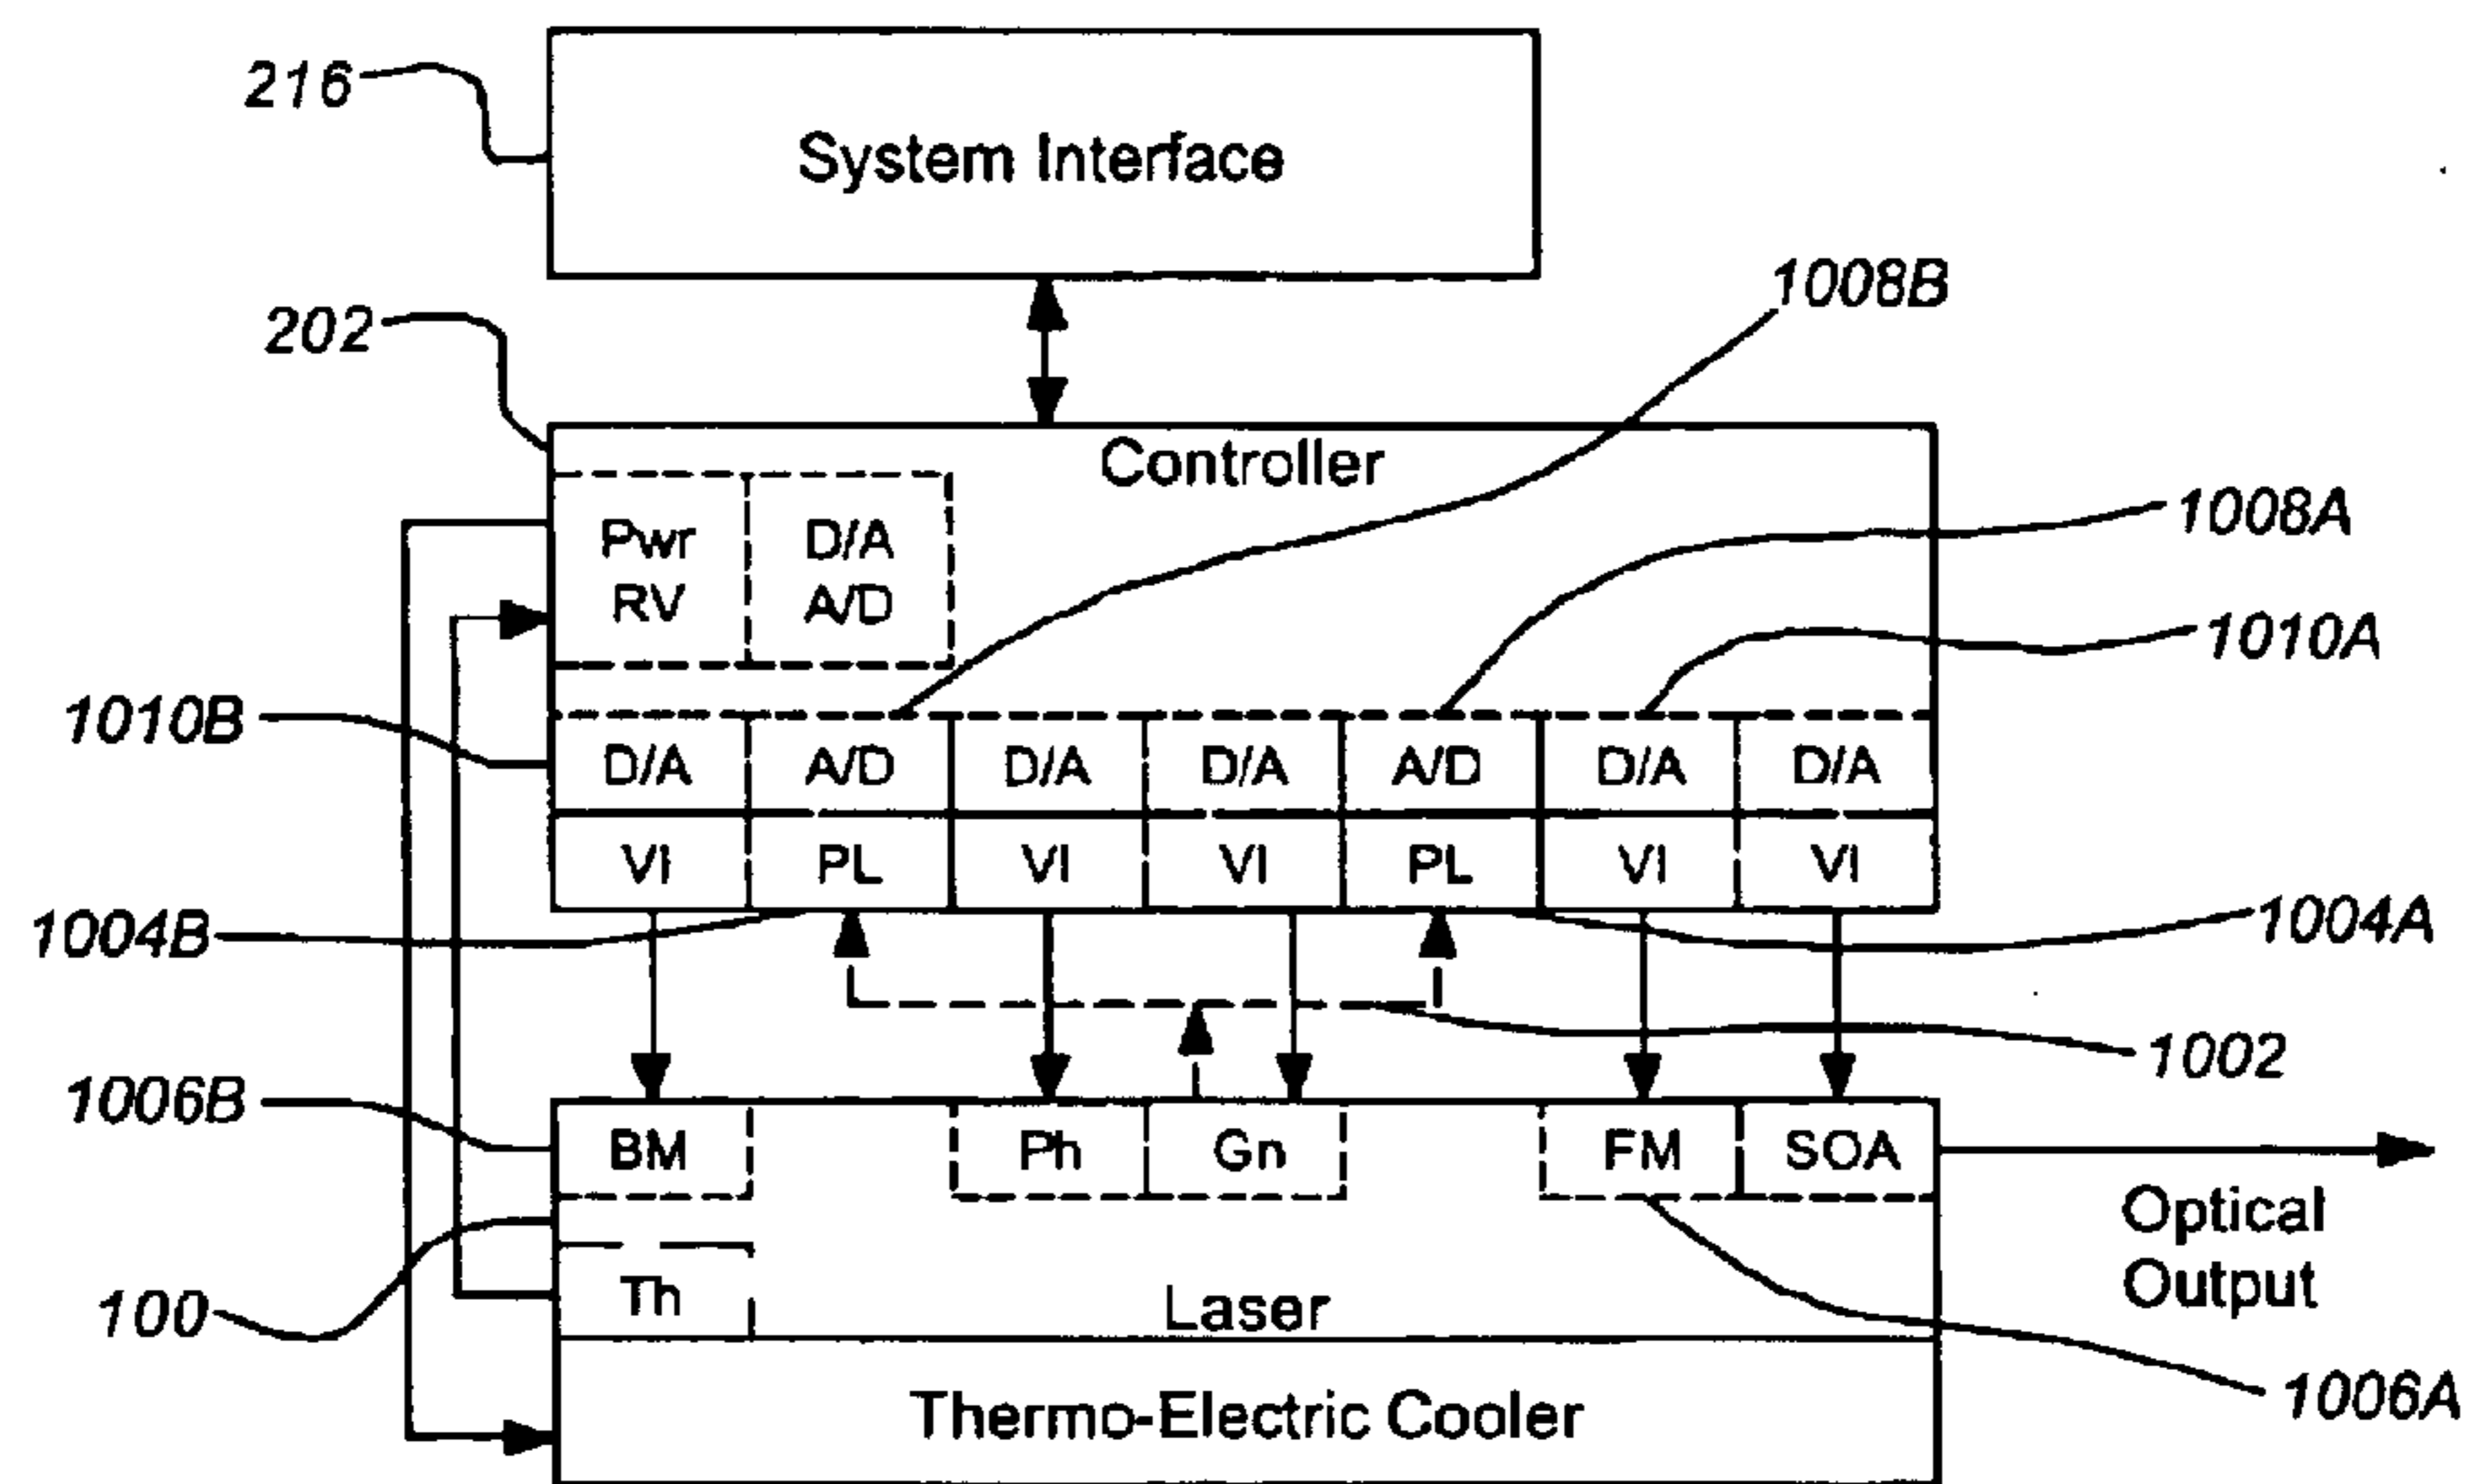 216
System Interface
1008B
202
Controller
1008A
Pwr
RV
D/A
A/D
1010A
1010B
D/A A/D D/A D/A A/D D/A D/A
VI PL VI VI PL VI VI
1004B
1004A
1002
1006B
BM Ph Gn FM SOA
Optical
Output
100
Th
Laser
1006A
Thermo-Electric Cooler